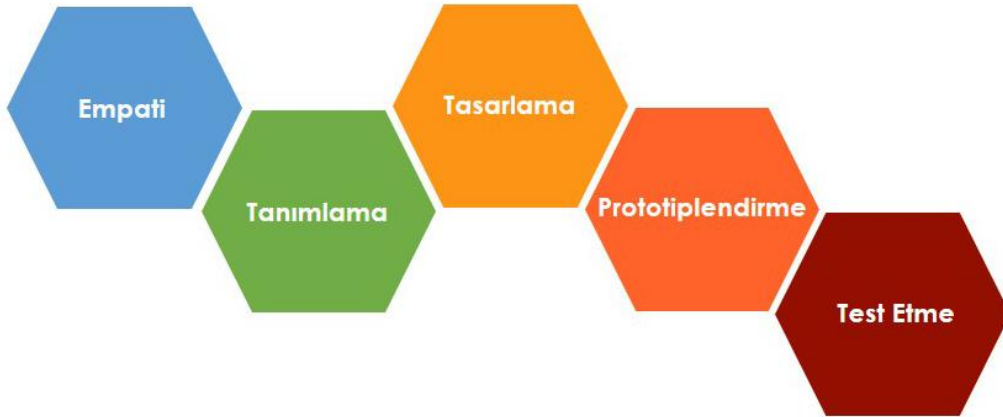 Empati
Tanımlama
Tasarlama
Prototiplendirme
Test Etme